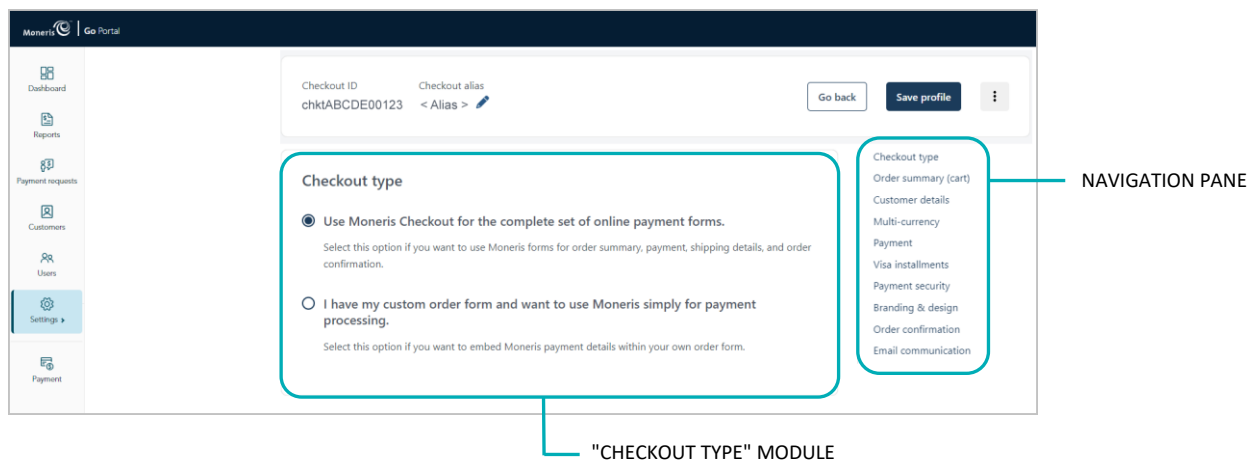 Moneris Go Portal
Dashboard
Reports
Payment requests
Customers
Users
Settings
Payment
Checkout ID
chktABCDE00123
Checkout alias
< Alias >
Go back
Save profile
Checkout type
Use Moneris Checkout for the complete set of online payment forms.
Select this option if you want to use Moneris forms for order summary, payment, shipping details, and order
confirmation.
I have my custom order form and want to use Moneris simply for payment
processing.
Select this option if you want to embed Moneris payment details within your own order form.
Checkout type
Order summary (cart)
Customer details
Multi-currency
Payment
Visa installments
Payment security
Branding & design
Order confirmation
Email communication
NAVIGATION PANE
"CHECKOUT TYPE" MODULE